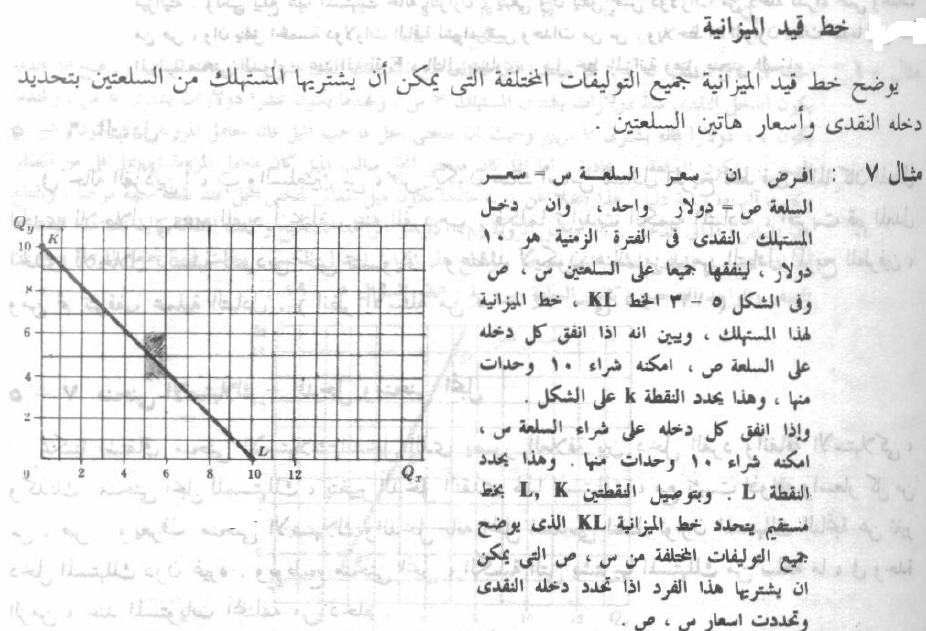 خط قيد الميزانية
يوضح خط قيد الميزانية جميع التوليفات المختلفة التى يمكن أن يشتريها المستهلك من السلعتين بتحديد
دخله النقدى وأسعار هاتين السلعتين .
مثال ٧ : افرض ان سعر السلعة س = سعر
السلعة ص = دولار واحد ، وان دخل
المستهلك النقدى فى الفترة الزمنية هو ١٠
دولار ، لينفقها جميعا على السلعتين س ، ص
وفى الشكل ٥ – ٣ الخط KL ، خط الميزانية
لهذا المستهلك ، ويبين انه اذا انفق كل دخله
على السلعة ص ، امكنه شراء ١٠ وحدات
منها ، وهذا يحدد النقطة k على الشكل .
وإذا انفق كل دخله على شراء السلعة س ،
امكنه شراء ١٠ وحدات منها . وهذا يحدد
النقطة L . وبتوصيل النقطتين L, K بخط
مستقيم يتحدد خط الميزانية KL الذى يوضح
جميع التوليفات المختلفة من س ، ص التى يمكن
ان يشتريها هذا الفرد اذا تحدد دخله النقدى
وتحددت اسعار س ، ص .
Qy
10 K
8
6
4
2
0 2 4 6 8 10 L 12 Qx